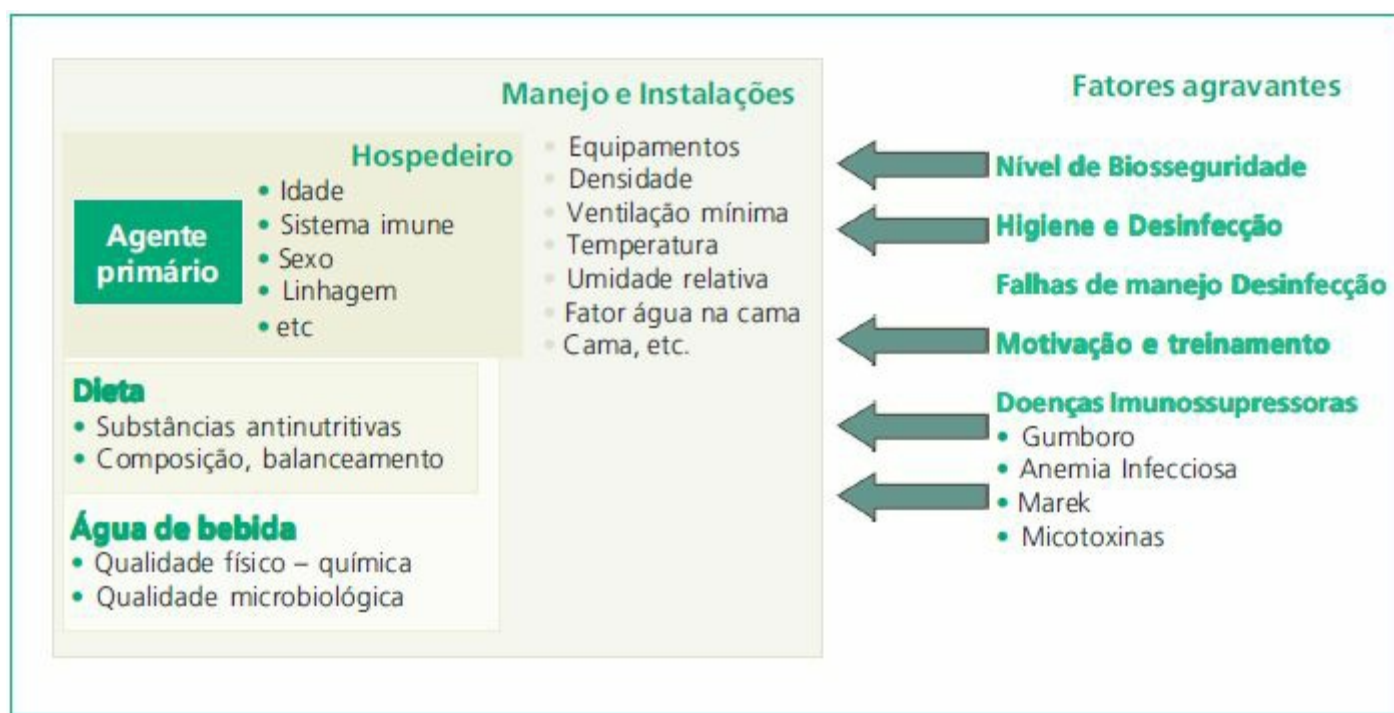 Manejo e Instalações
Hospedeiro
Agente
primário
• Idade
• Sistema imune
• Sexo
• Linhagem
• etc
• Equipamentos
• Densidade
• Ventilação mínima
• Temperatura
• Umidade relativa
• Fator água na cama
• Cama, etc.
Dieta
• Substâncias antinutritivas
• Composição, balanceamento
Água de bebida
• Qualidade físico – química
• Qualidade microbiológica
Fatores agravantes
Nível de Biosseguridade
Higiene e Desinfecção
Falhas de manejo Desinfecção
Motivação e treinamento
Doenças Imunossupressoras
• Gumboro
• Anemia Infecciosa
• Marek
• Micotoxinas